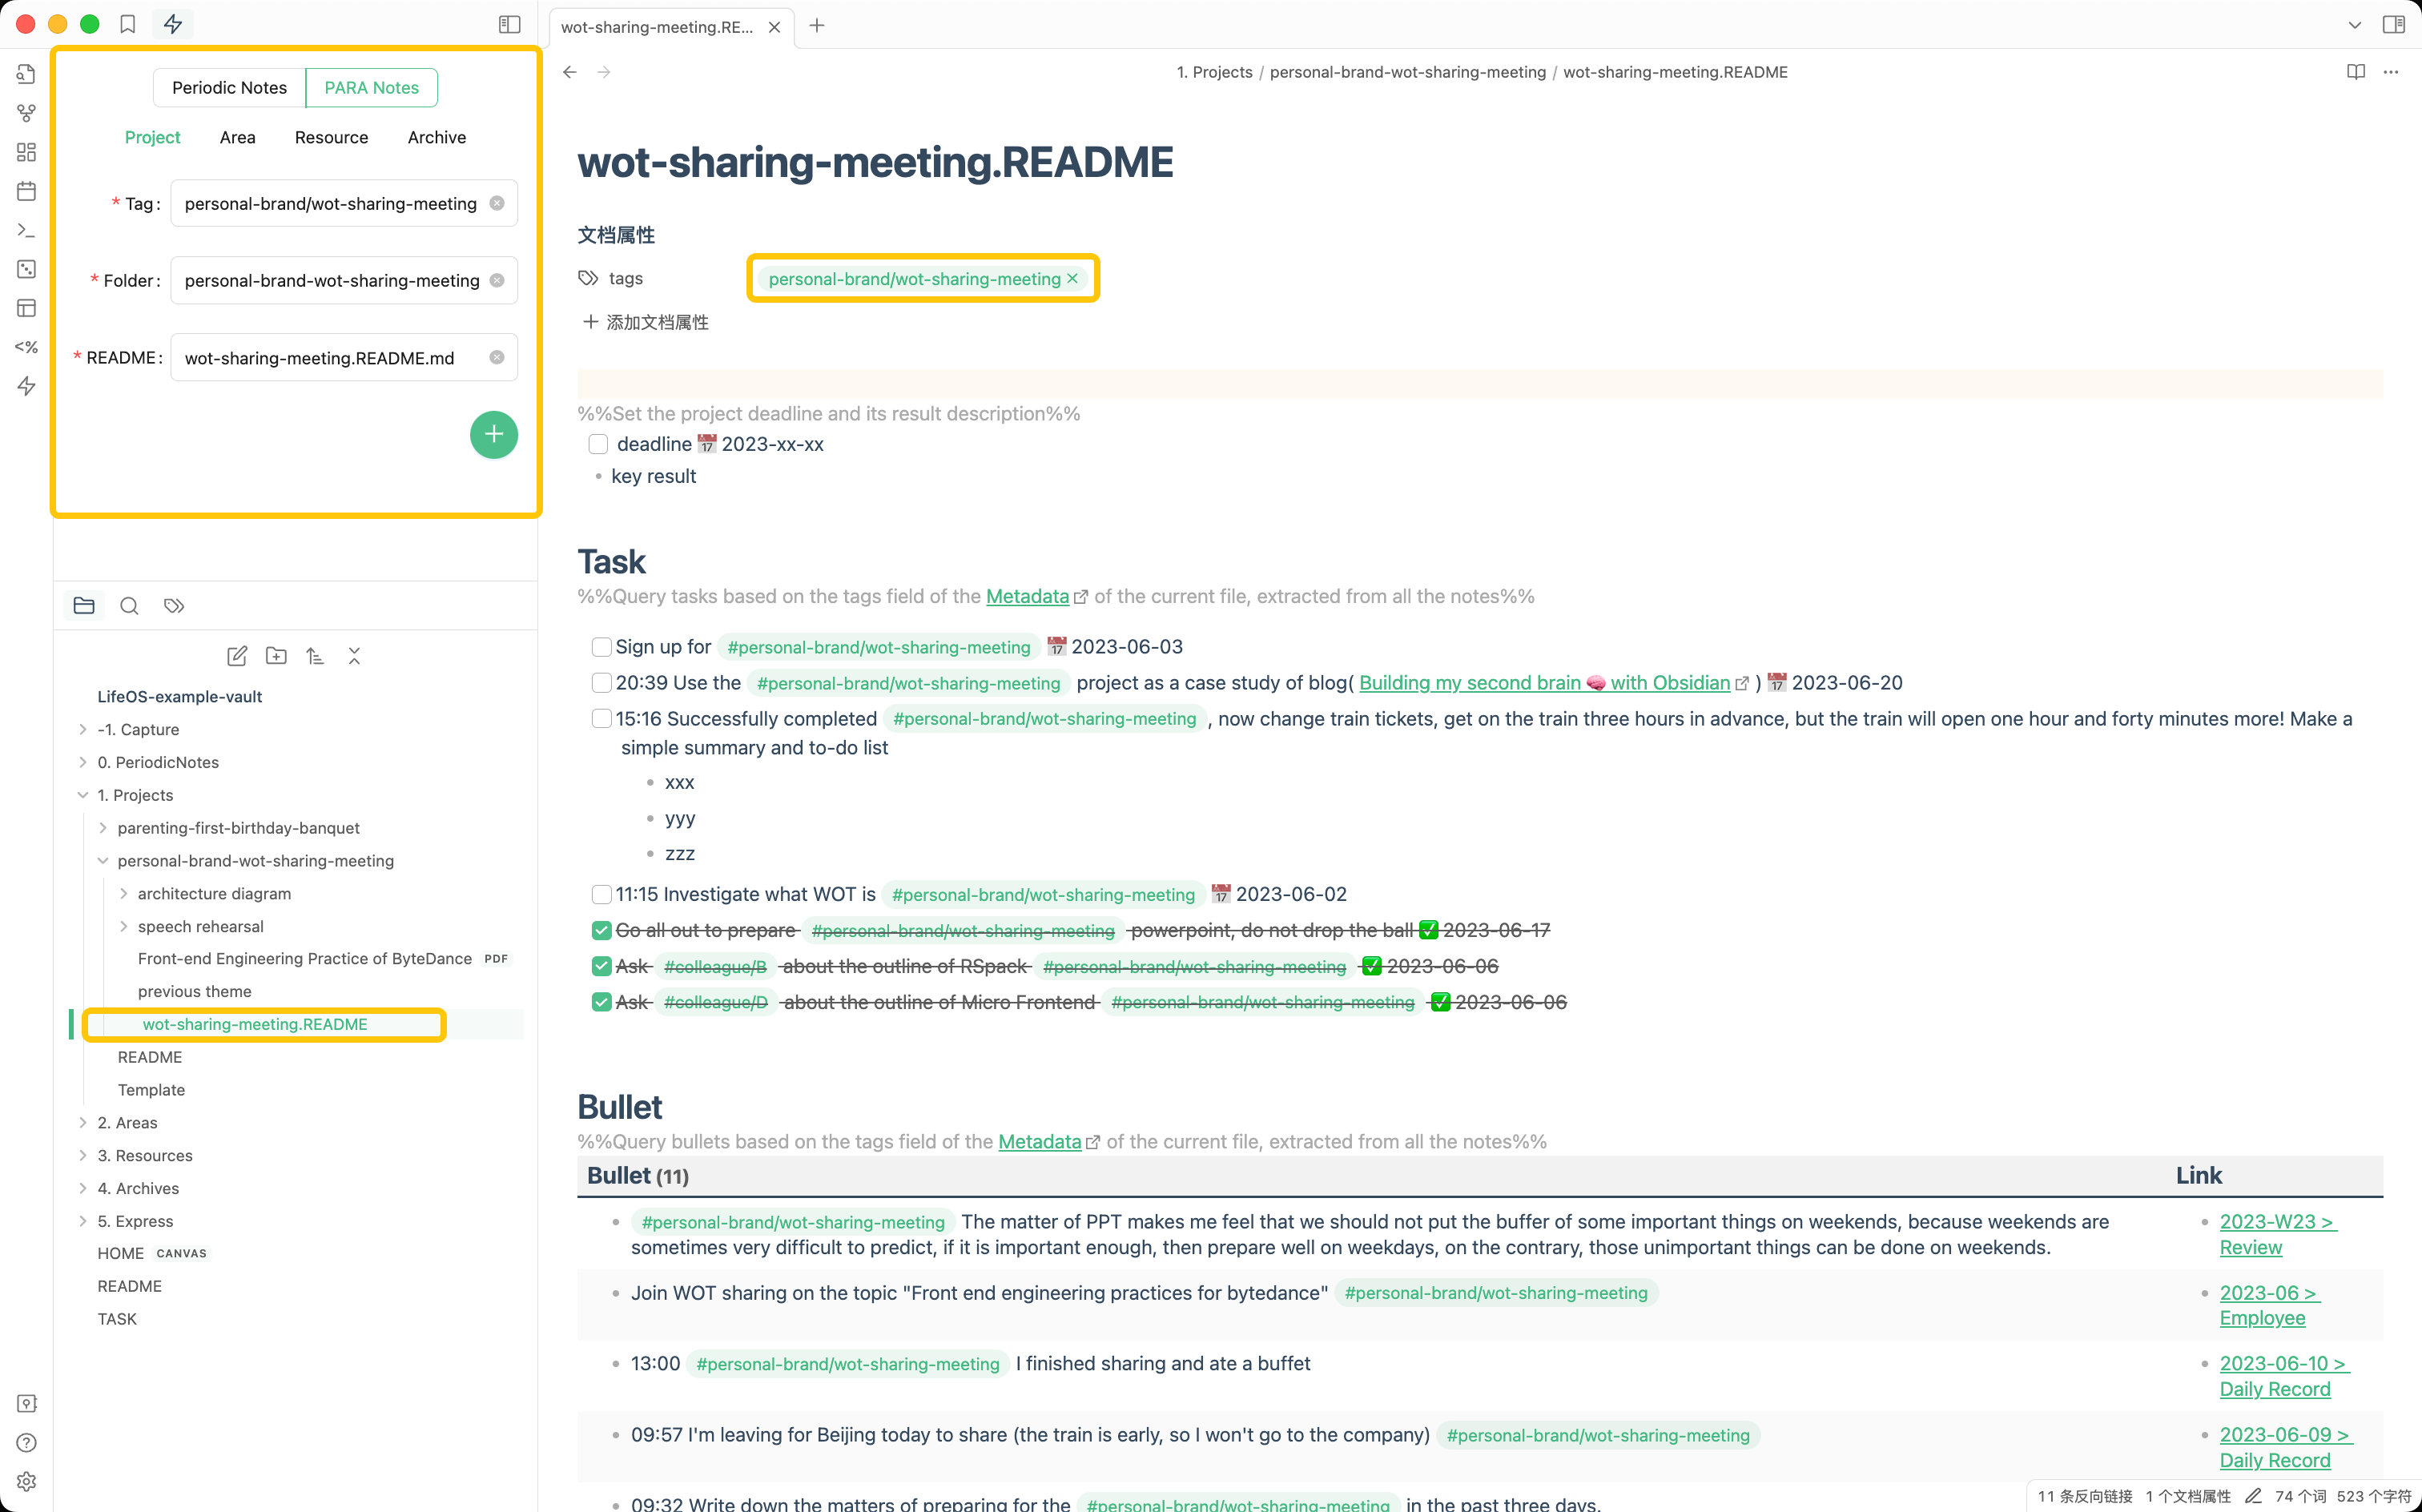 wot-sharing-meeting.RE...
Periodic Notes
PARA Notes
Project
Area
Resource
Archive
* Tag: personal-brand/wot-sharing-meeting
* Folder: personal-brand-wot-sharing-meeting
* README: wot-sharing-meeting.README.md
LifeOS-example-vault
-1. Capture
0. PeriodicNotes
1. Projects
parenting-first-birthday-banquet
personal-brand-wot-sharing-meeting
architecture diagram
speech rehearsal
Front-end Engineering Practice of ByteDance PDF
previous theme
wot-sharing-meeting.README
README
Template
2. Areas
3. Resources
4. Archives
5. Express
HOME CANVAS
README
TASK
1. Projects / personal-brand-wot-sharing-meeting / wot-sharing-meeting.README
wot-sharing-meeting.README
文档属性
tags personal-brand/wot-sharing-meeting
添加文档属性
%%Set the project deadline and its result description%%
deadline 📅 2023-xx-xx
• key result
Task
%%Query tasks based on the tags field of the Metadata of the current file, extracted from all the notes%%
Sign up for #personal-brand/wot-sharing-meeting 📅 2023-06-03
20:39 Use the #personal-brand/wot-sharing-meeting project as a case study of blog( Building my second brain 🧠 with Obsidian ) 📅 2023-06-20
15:16 Successfully completed #personal-brand/wot-sharing-meeting , now change train tickets, get on the train three hours in advance, but the train will open one hour and forty minutes more! Make a
simple summary and to-do list
• xxx
• yyy
• zzz
11:15 Investigate what WOT is #personal-brand/wot-sharing-meeting 📅 2023-06-02
Go all out to prepare #personal-brand/wot-sharing-meeting powerpoint, do not drop the ball ✅ 2023-06-17
Ask #colleague/B about the outline of RSpack #personal-brand/wot-sharing-meeting ✅ 2023-06-06
Ask #colleague/D about the outline of Micro Frontend #personal-brand/wot-sharing-meeting ✅ 2023-06-06
Bullet
%%Query bullets based on the tags field of the Metadata of the current file, extracted from all the notes%%
Bullet (11)
Link
• #personal-brand/wot-sharing-meeting The matter of PPT makes me feel that we should not put the buffer of some important things on weekends, because weekends are
sometimes very difficult to predict, if it is important enough, then prepare well on weekdays, on the contrary, those unimportant things can be done on weekends.
• 2023-W23 >
Review
• Join WOT sharing on the topic "Front end engineering practices for bytedance" #personal-brand/wot-sharing-meeting
• 2023-06 >
Employee
• 13:00 #personal-brand/wot-sharing-meeting I finished sharing and ate a buffet
• 2023-06-10 >
Daily Record
• 09:57 I'm leaving for Beijing today to share (the train is early, so I won't go to the company) #personal-brand/wot-sharing-meeting
• 2023-06-09 >
Daily Record
• 09:32 Write down the matters of preparing for the #personal-brand/wot-sharing-meeting in the past three days.
11 条反向链接 1 个文档属性 74 个词 523 个字符